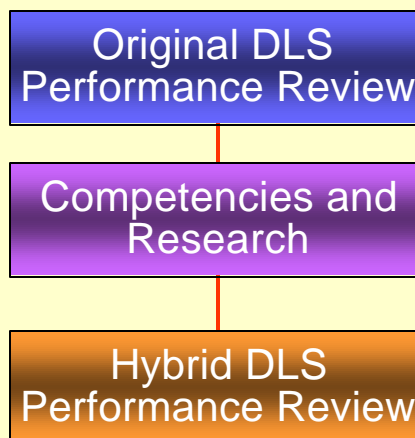 Original DLS
Performance Review
Competencies and
Research
Hybrid DLS
Performance Review